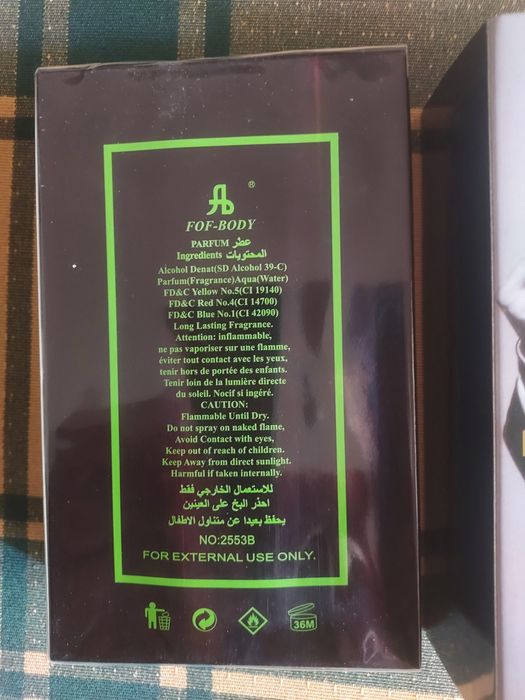 ®
FOF-BODY
PARFUM عطر
Ingredients المحتويات
Alcohol Denat(SD Alcohol 39-C)
Parfum(Fragrance)Aqua(Water)
FD&C Yellow No.5(CI 19140)
FD&C Red No.4(CI 14700)
FD&C Blue No.1(CI 42090)
Long Lasting Fragrance.
Attention: inflammable,
ne pas vaporiser sur une flamme,
éviter tout contact avec les yeux,
tenir hors de portée des enfants.
Tenir loin de la lumière directe
du soleil. Nocif si ingéré.
CAUTION:
Flammable Until Dry.
Do not spray on naked flame,
Avoid Contact with eyes,
Keep out of reach of children.
Keep Away from direct sunlight.
Harmful if taken internally.
للاستعمال الخارجي فقط
احذر البخ على العينين
يحفظ بعيدا عن متناول الاطفال
NO:2553B
FOR EXTERNAL USE ONLY.
36M